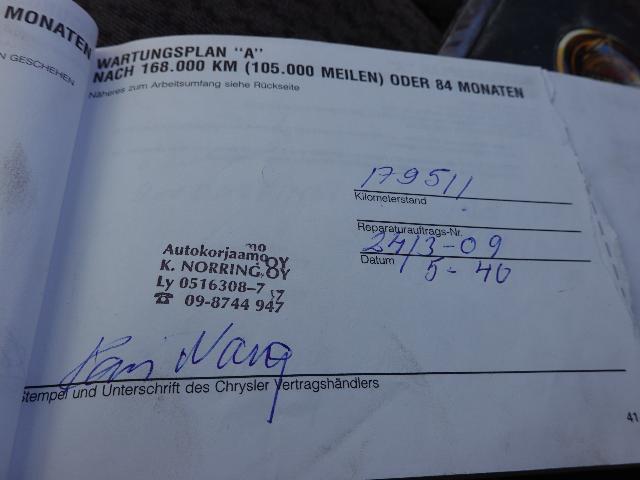 MONATEN
N GESCHEHEN
WARTUNGSPLAN "A"
NACH 168.000 KM (105.000 MEILEN) ODER 84 MONATEN
Näheres zum Arbeitsumfang siehe Rückseite
179511
Kilometerstand
Reparaturauftrags-Nr.
24/3-09
Datum
5-40
Autokorjaamo OY
K. NORRING OY
Ly 0516308-7
☎ 09-8744 947
Stempel und Unterschrift des Chrysler Vertragshändlers
41